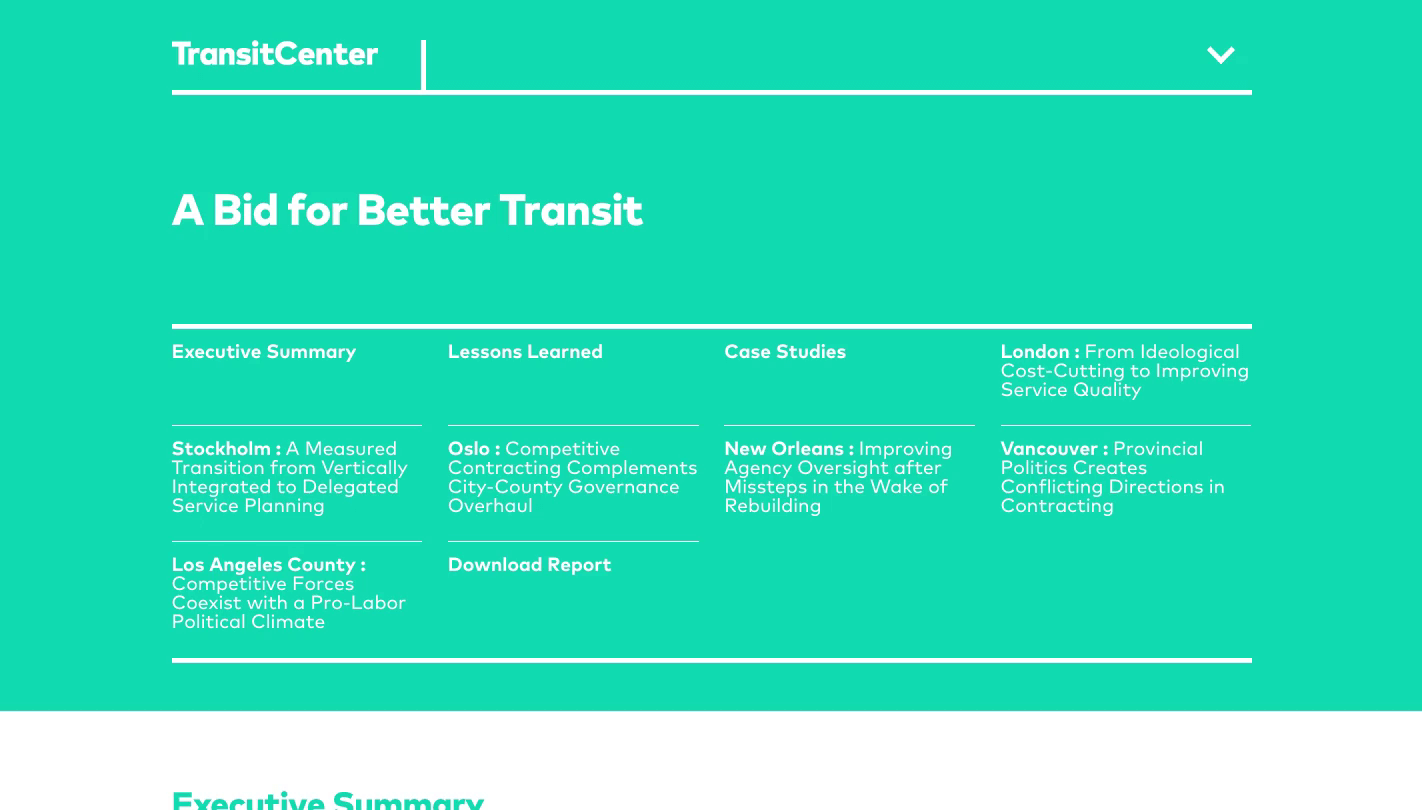 TransitCenter
A Bid for Better Transit
Executive Summary
Lessons Learned
Case Studies
London : From Ideological
Cost-Cutting to Improving
Service Quality
Stockholm : A Measured
Transition from Vertically
Integrated to Delegated
Service Planning
Oslo : Competitive
Contracting Complements
City-County Governance
Overhaul
New Orleans : Improving
Agency Oversight after
Missteps in the Wake of
Rebuilding
Vancouver : Provincial
Politics Creates
Conflicting Directions in
Contracting
Los Angeles County :
Competitive Forces
Coexist with a Pro-Labor
Political Climate
Download Report
Executive Summary